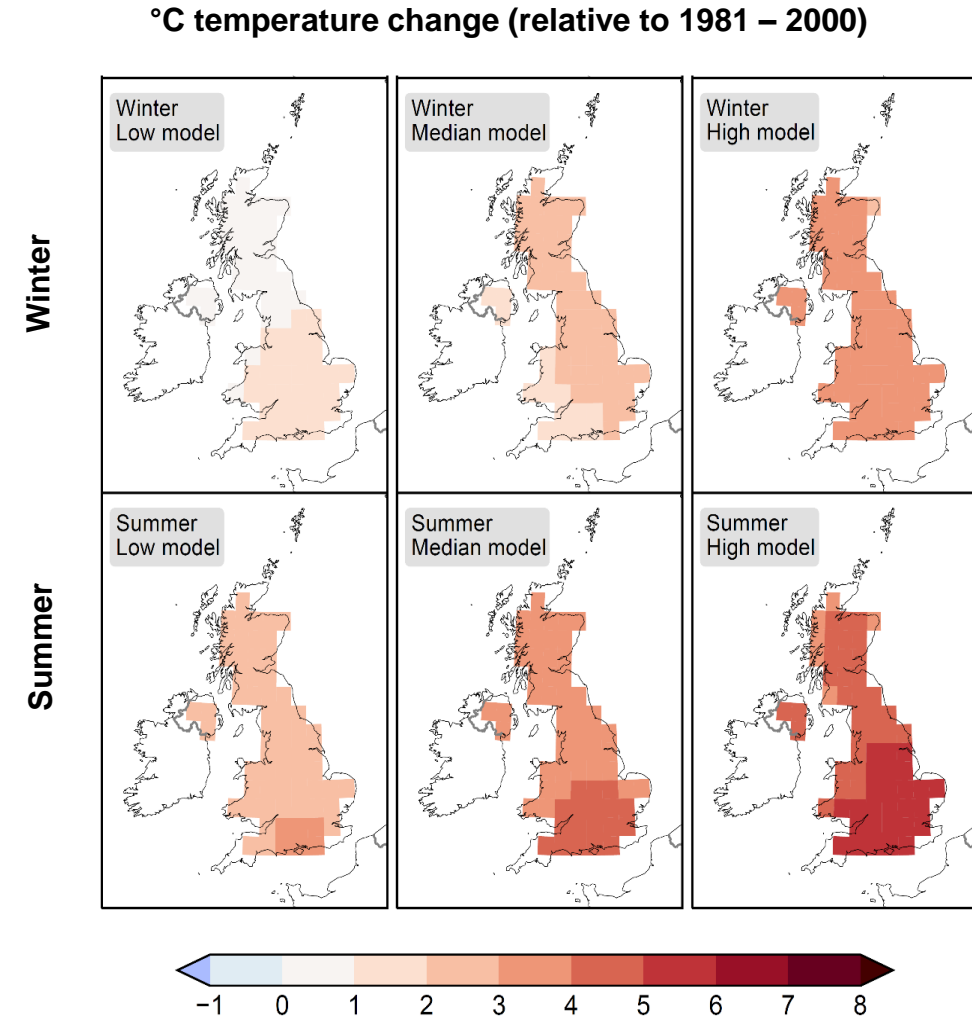 °C temperature change (relative to 1981 – 2000)
Winter
Winter
Low model
Winter
Median model
Winter
High model
Summer
Summer
Low model
Summer
Median model
Summer
High model
−1 0 1 2 3 4 5 6 7 8